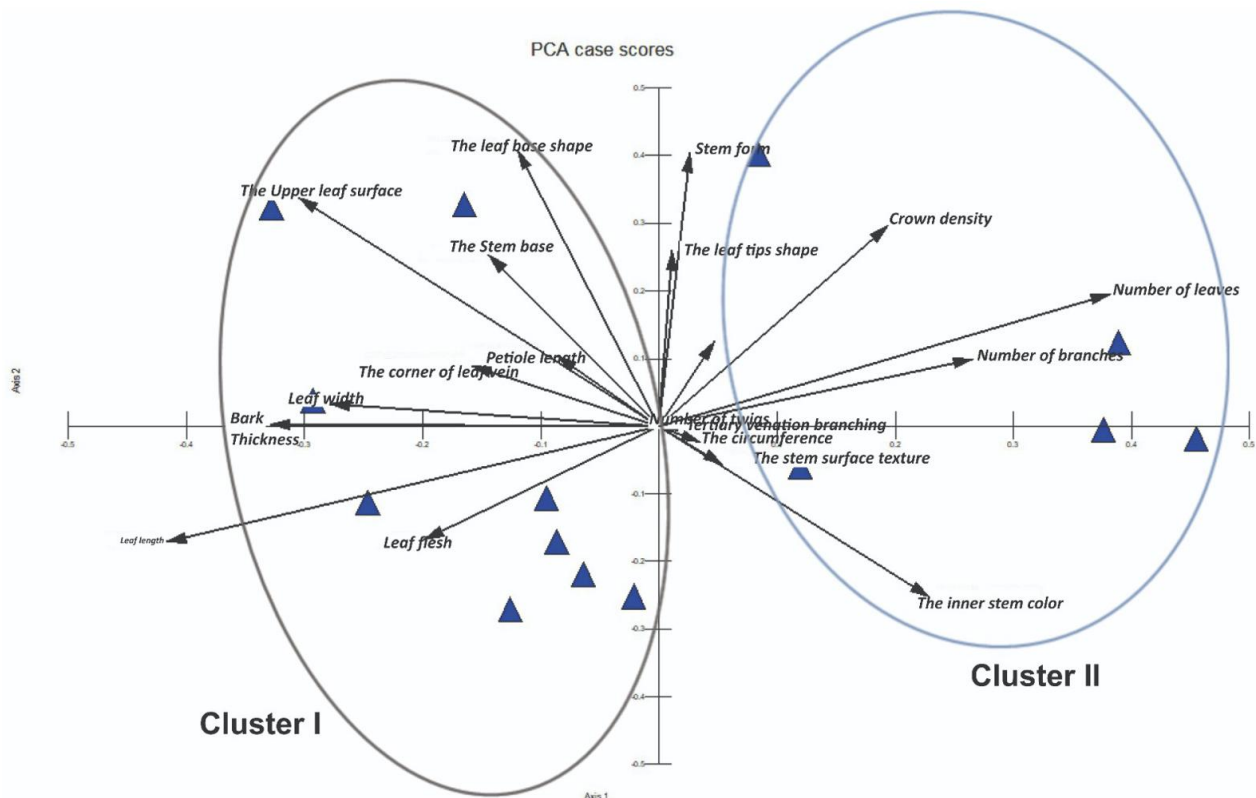 PCA case scores
0.5
The leaf base shape
Stem form
0.4
The Upper leaf surface
0.3
Crown density
The Stem base
The leaf tips shape
0.2
Number of leaves
Petiole length
0.1
Number of branches
The corner of leaf vein
Axis 2
Leaf width
Bark
Thickness
Number of twigs
Tertiary venation branching
The circumference
-0.5
-0.4
-0.3
-0.2
-0.1
0.2
0.3
0.4
0.5
The stem surface texture
-0.1
Leaf length
Leaf flesh
-0.2
The inner stem color
-0.3
Cluster II
-0.4
Cluster I
-0.5
Axis 1